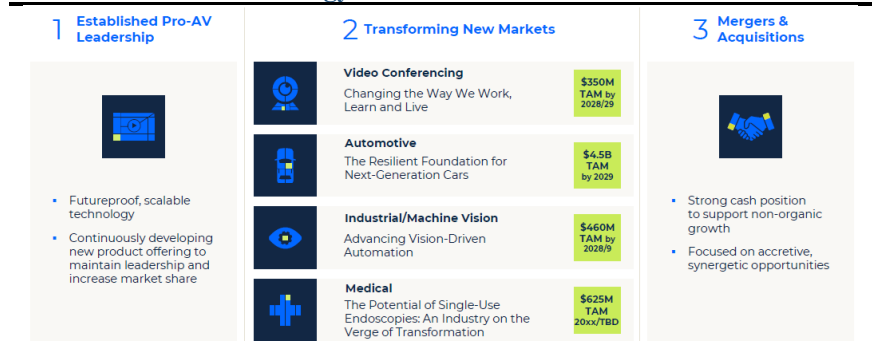 1 Established Pro-AV
Leadership
Futureproof, scalable
technology
Continuously developing
new product offering to
maintain leadership and
increase market share
2 Transforming New Markets
Video Conferencing
Changing the Way We Work,
Learn and Live
$350M
TAM by
2028/29
Automotive
The Resilient Foundation for
Next-Generation Cars
$4.5B
TAM
by 2029
Industrial/Machine Vision
Advancing Vision-Driven
Automation
$460M
TAM by
2028/9
Medical
The Potential of Single-Use
Endoscopies: An Industry on the
Verge of Transformation
$625M
TAM
20xx/TBD
3 Mergers &
Acquisitions
Strong cash position
to support non-organic
growth
Focused on accretive,
synergetic opportunities